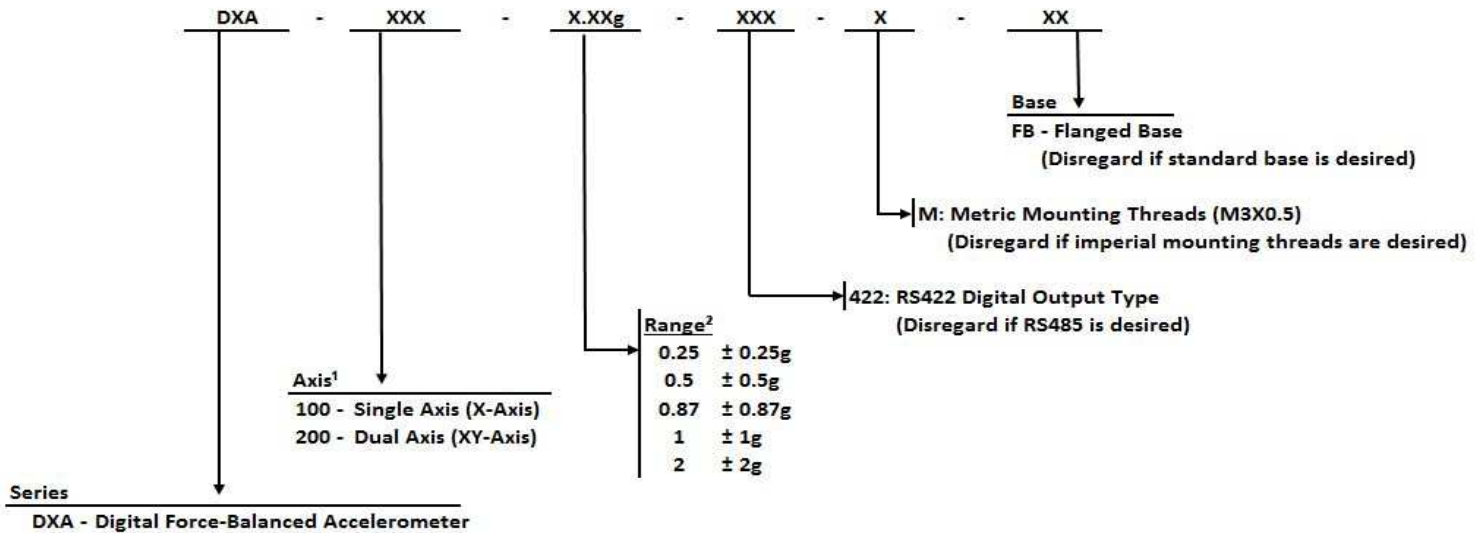 DXA - XXX - X.XXg - XXX - X - XX
Base
FB - Flanged Base
(Disregard if standard base is desired)
M: Metric Mounting Threads (M3X0.5)
(Disregard if imperial mounting threads are desired)
422: RS422 Digital Output Type
(Disregard if RS485 is desired)
Range²
0.25 ± 0.25g
0.5 ± 0.5g
0.87 ± 0.87g
1 ± 1g
2 ± 2g
Axis¹
100 - Single Axis (X-Axis)
200 - Dual Axis (XY-Axis)
Series
DXA - Digital Force-Balanced Accelerometer